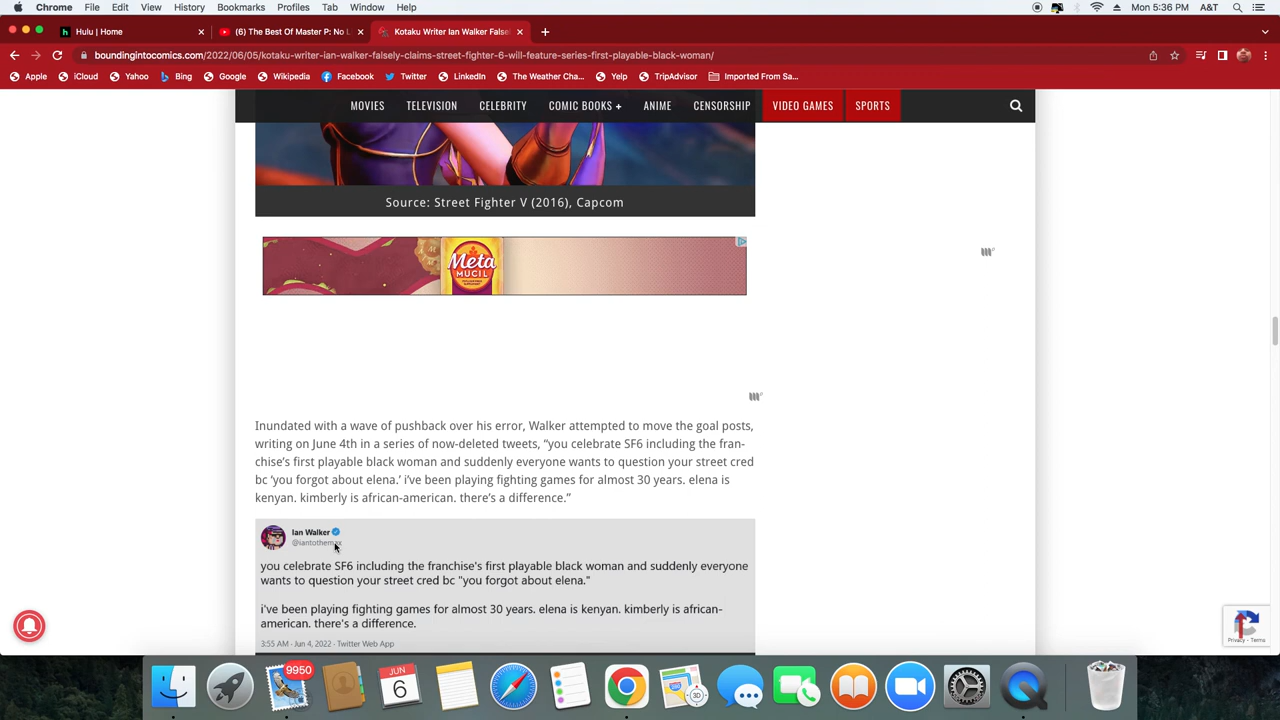 Chrome File Edit View History Bookmarks Profiles Tab Window Help Mon 5:36 PM A&T
Hulu | Home (6) The Best Of Master P: No L Kotaku Writer Ian Walker False
boundingintocomics.com/2022/06/05/kotaku-writer-ian-walker-falsely-claims-street-fighter-6-will-feature-series-first-playable-black-woman/
Apple iCloud Yahoo Bing Google Wikipedia Facebook Twitter LinkedIn The Weather Cha... Yelp TripAdvisor Imported From Sa...
MOVIES TELEVISION CELEBRITY COMIC BOOKS + ANIME CENSORSHIP VIDEO GAMES SPORTS
Source: Street Fighter V (2016), Capcom
Meta
MUCIL
Inundated with a wave of pushback over his error, Walker attempted to move the goal posts,
writing on June 4th in a series of now-deleted tweets, “you celebrate SF6 including the fran-
chise’s first playable black woman and suddenly everyone wants to question your street cred
bc ‘you forgot about elena.’ i’ve been playing fighting games for almost 30 years. elena is
kenyan. kimberly is african-american. there’s a difference.”
Ian Walker
@iantothemax
you celebrate SF6 including the franchise's first playable black woman and suddenly everyone
wants to question your street cred bc "you forgot about elena."
i've been playing fighting games for almost 30 years. elena is kenyan. kimberly is african-
american. there's a difference.
3:55 AM · Jun 4, 2022 · Twitter Web App
Privacy - Terms
9950
JUN
6
3D